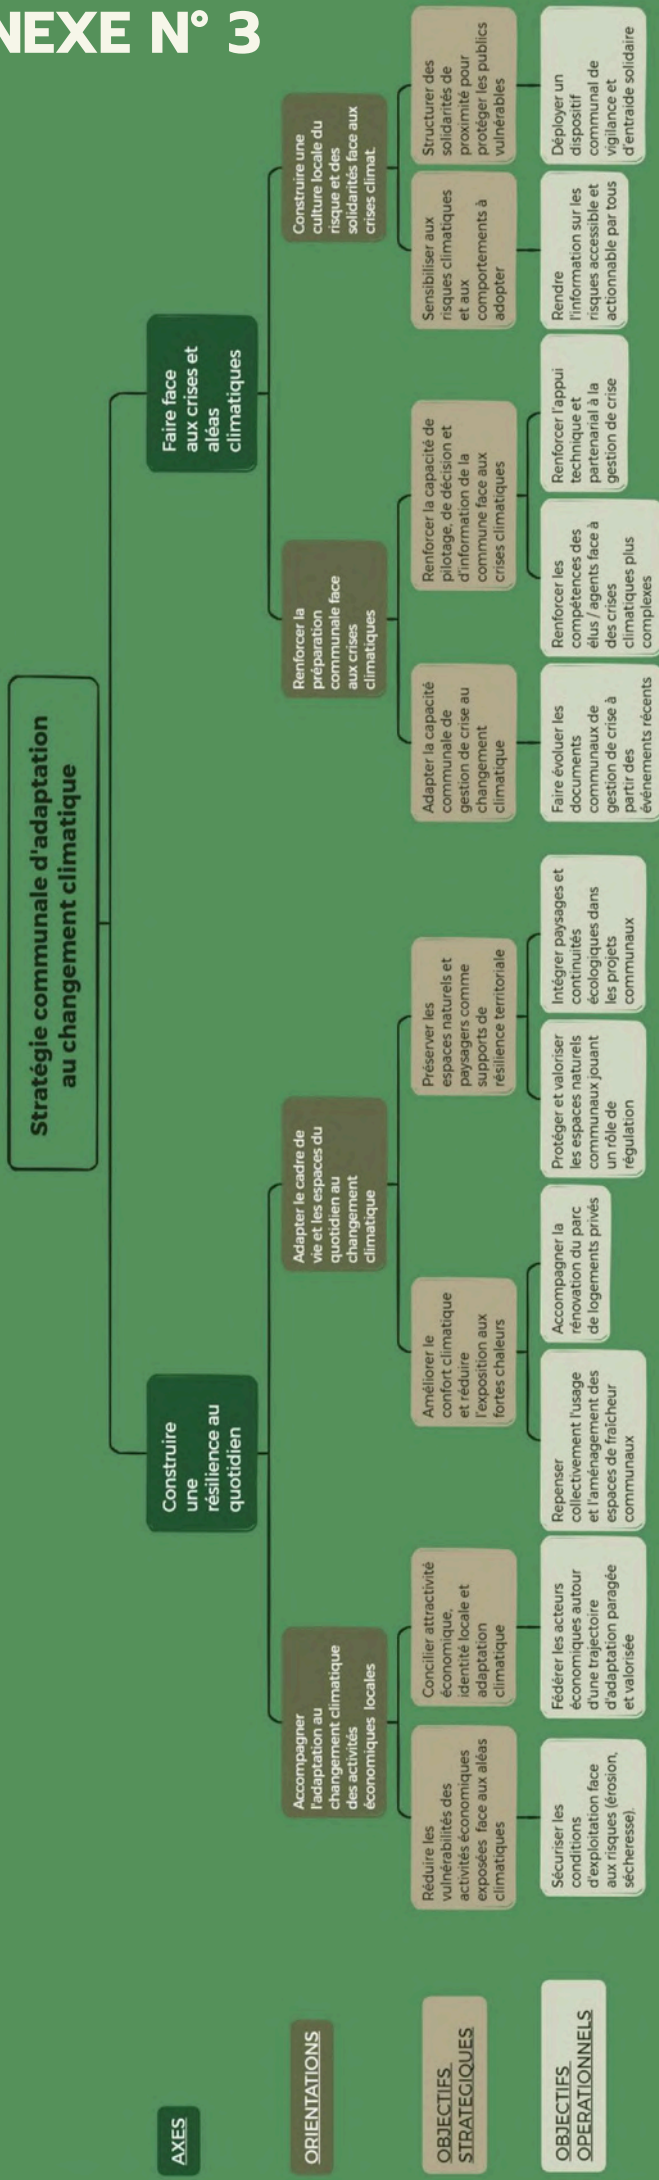 NEXE N° 3
Stratégie communale d'adaptation
au changement climatique
AXES
Construire
une
résilience au
quotidien
Faire face
aux crises et
aléas
climatiques
ORIENTATIONS
Accompagner
l'adaptation au
changement climatique
des activités
économiques locales
Adapter le cadre de
vie et les espaces du
quotidien au
changement
climatique
Renforcer la
préparation
communale face
aux crises
climatiques
Construire une
culture locale du
risque et des
solidarités face aux
crises climat.
OBJECTIFS
STRATEGIQUES
Réduire les
vulnérabilités des
activités économiques
exposées face aux aléas
climatiques
Concilier attractivité
économique,
identité locale et
adaptation
climatique
Améliorer le
confort climatique
et réduire
l'exposition aux
fortes chaleurs
Préserver les
espaces naturels et
paysagers comme
supports de
résilience territoriale
Adapter la capacité
communale de
gestion de crise au
changement
climatique
Renforcer la capacité de
pilotage, de décision et
d'information de la
commune face aux
crises climatiques
Sensibiliser aux
risques climatiques
et aux
comportements à
adopter
Structurer des
solidarités de
proximité pour
protéger les publics
vulnérables
OBJECTIFS
OPERATIONNELS
Sécuriser les
conditions
d'exploitation face
aux risques (érosion,
sécheresse).
Fédérer les acteurs
économiques autour
d'une trajectoire
d'adaptation paragée
et valorisée
Repenser
collectivement l'usage
et l'aménagement des
espaces de fraîcheur
communaux
Accompagner la
rénovation du parc
de logements privés
Protéger et valoriser
les espaces naturels
communaux jouant
un rôle de
régulation
Intégrer paysages et
continuités
écologiques dans
les projets
communaux
Faire évoluer les
documents
communaux de
gestion de crise à
partir des
événements récents
Renforcer les
compétences des
élus / agents face à
des crises
climatiques plus
complexes
Renforcer l'appui
technique et
partenarial à la
gestion de crise
Rendre
l'information sur les
risques accessible et
actionnable par tous
Déployer un
dispositif
communal de
vigilance et
d'entraide solidaire